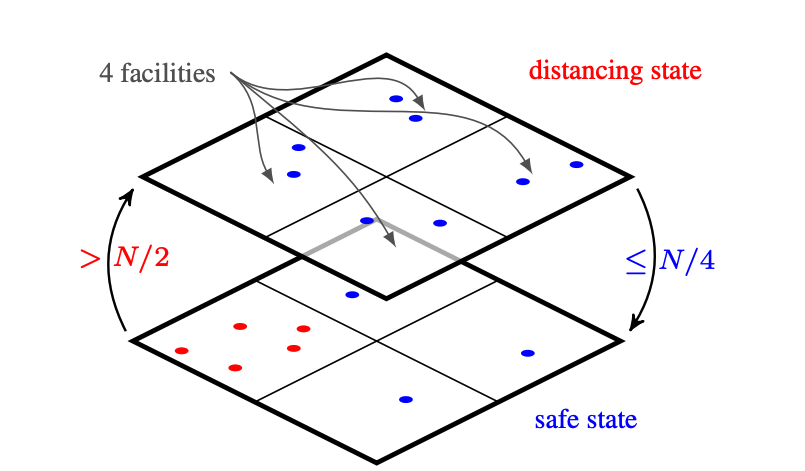 4 facilities
distancing state
> N/2
≤ N/4
safe state